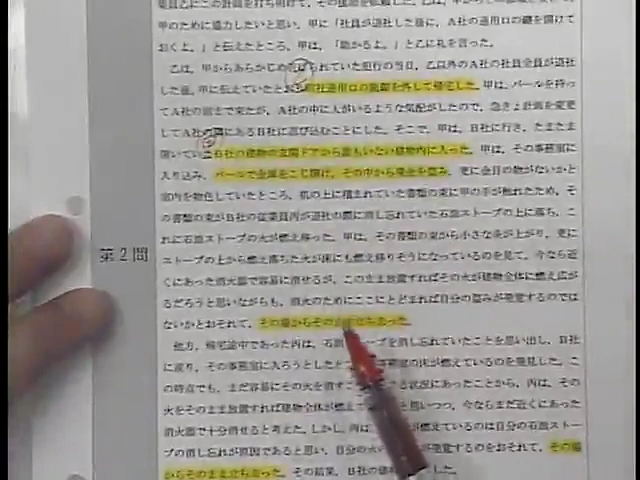 業員乙にこの計画を打ち明けて、その援助を依頼した。乙は、
甲のために協力したいと思い、甲に「社員が退社した後に、A社の通用口の鍵を開けて
おくよ。」と伝えたところ、甲は、「助かるよ。」と乙に礼を言った。
乙は、甲からあらかじめ られていた犯行の当日、乙以外のA社の社員全員が退社
した後、甲に伝えていたとおり 社通用口の施錠を外して帰宅した。甲は、バールを持っ
てA社の前まで来たが、A社の中に人がいるような気配がしたので、急きょ計画を変更
してA社の隣にあるB社に忍び込むことにした。そこで、甲は、B社に行き、たまたま
開いていたB社の建物の玄関ドアから誰もいない建物内に入った。甲は、その事務室に
入り込み、バールで金庫をこじ開け、その中から現金を盗み、更に金目の物がないかと
室内を物色していたところ、机の上に積まれていた書類の束に甲の手が触れたため、そ
の書類の束がB社の従業員丙が退社の際に消し忘れていた石油ストーブの上に落ち、こ
れに石油ストーブの火が燃え移った。甲は、その書類の束から小さな炎が上がり、更に
ストーブの上から燃え落ちた火が床にも燃え移りそうになっているのを見て、今なら近
くにあった消火器で容易に消せるが、このまま放置すればその火が建物全体に燃え広が
るだろうと思いながらも、消火のためにここにとどまれば自分の盗みが発覚するのでは
ないかとおそれて、その場からそのまま立ち去った。
第2問
他方、帰宅途中であった丙は、石油ストーブを消し忘れていたことを思い出し、B社
に戻り、その事務室に入ろうとしたと 務室の床が燃えているのを発見した。こ
の時点でも、まだ容易にその火を消すこ る状況にあったことから、丙は、その
火をそのまま放置すれば建物全体が燃え と思いつつ、今ならまだ近くにあった
消火器で十分消せると考えた。しかし、丙は 燃えているのは自分の石油ストー
ブの消し忘れが原因であると思い、自分の火 が発覚するのをおそれて、その場
からそのまま立ち去った。その結果、B社の建物 した。